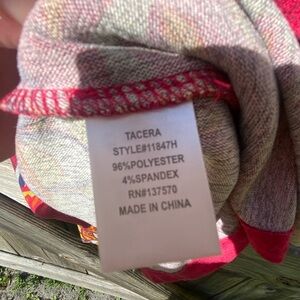 TACERA
STYLE#11847H
96%POLYESTER
4%SPANDEX
RN#137570
MADE IN CHINA